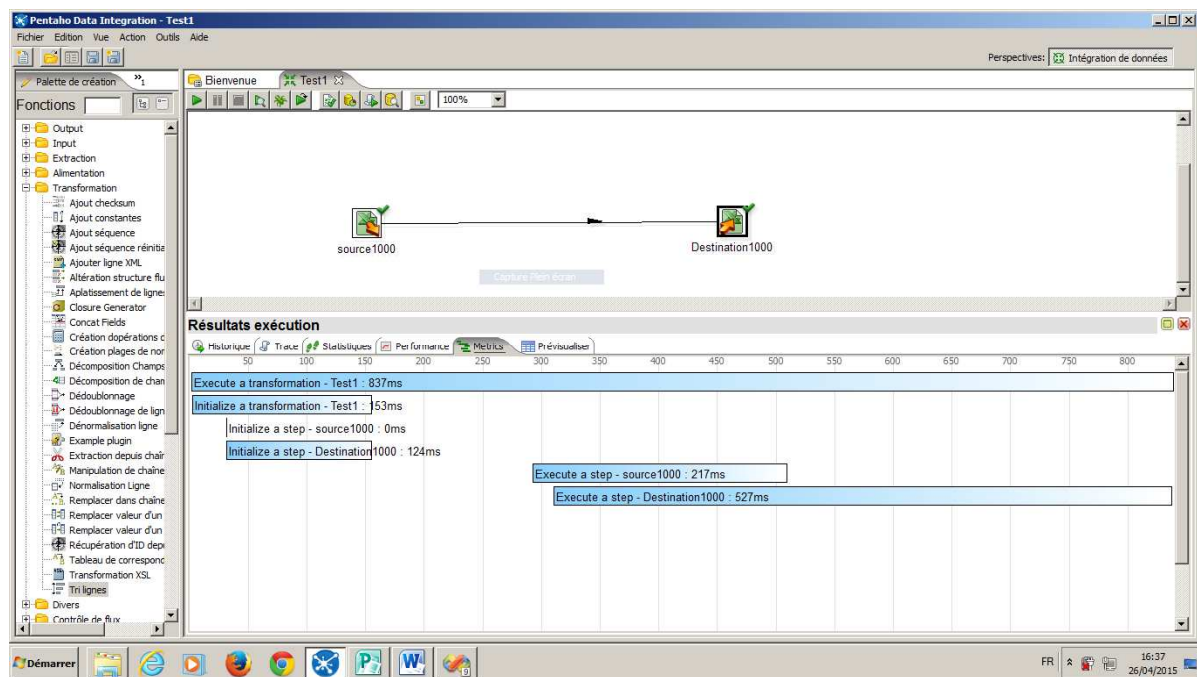 Pentaho Data Integration - Test1
Fichier Edition Vue Action Outils Aide
Perspectives: Intégration de données
Palette de création »1
Bienvenue
Test1
Fonctions
100%
Output
Input
Extraction
Alimentation
Transformation
Ajout checksum
Ajout constantes
Ajout séquence
Ajout séquence réinitia
Ajouter ligne XML
Altération structure flu
Aplatissement de ligne
Closure Generator
Concat Fields
Création dopérations c
Création plages de nor
Décomposition Champs
Décomposition de chan
Dédoublonnage
Dédoublonnage de lign
Dénormalisation ligne
Example plugin
Extraction depuis chaîr
Manipulation de chaîne
Normalisation Ligne
Remplacer dans chaîne
Remplacer valeur d'un
Remplacer valeur d'un
Récupération d'ID depu
Tableau de correspond
Transformation XSL
Tri lignes
Divers
Contrôle de flux
source1000
Destination1000
Capture Plein écran
Résultats exécution
Historique Trace Statistiques Performance Metrics Prévisualiser
50 100 150 200 250 300 350 400 450 500 550 600 650 700 750 800
Execute a transformation - Test1 : 837ms
Initialize a transformation - Test1 : 153ms
Initialize a step - source1000 : 0ms
Initialize a step - Destination1000 : 124ms
Execute a step - source1000 : 217ms
Execute a step - Destination1000 : 527ms
Démarrer
FR
16:37
26/04/2015